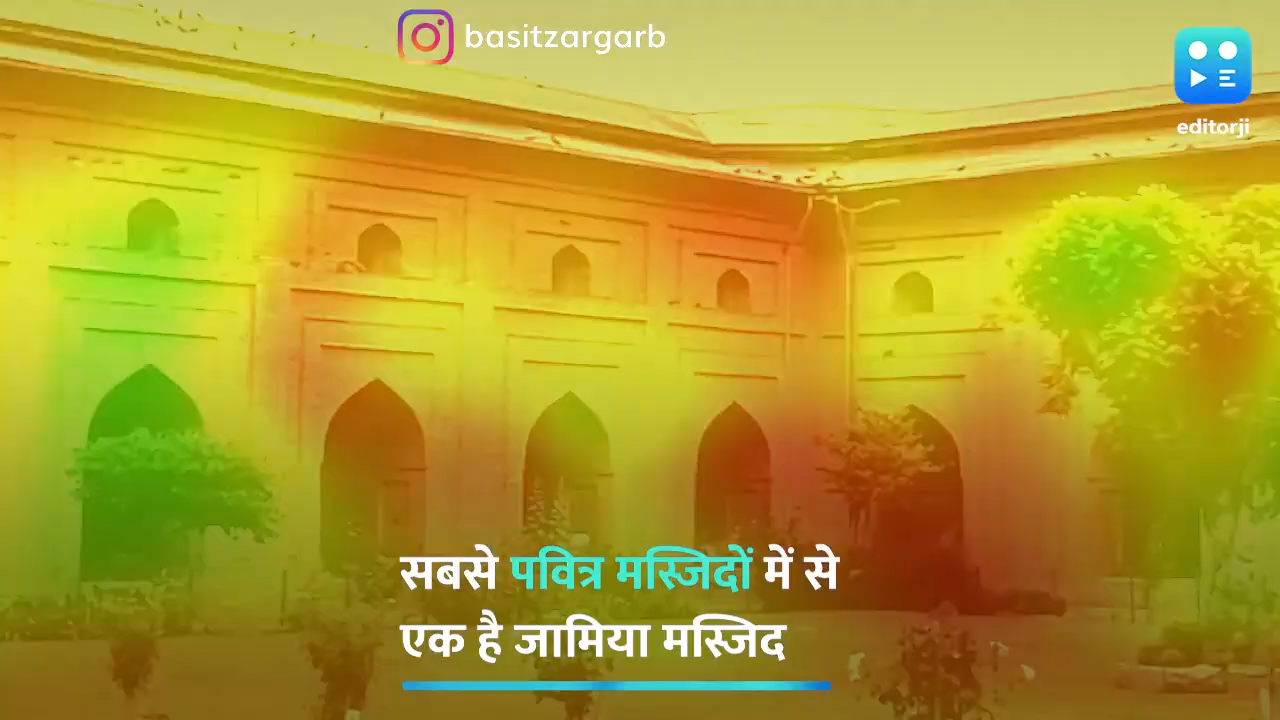 basitzargarb
editorji
सबसे पवित्र मस्जिदों में से
एक है जामिया मस्जिद